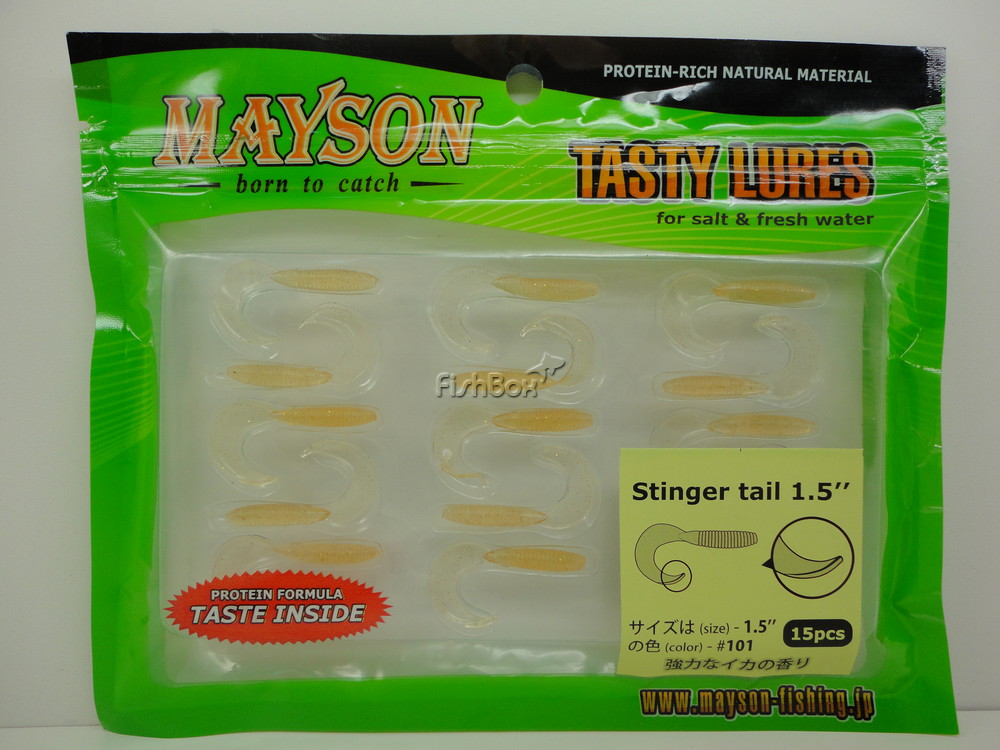 PROTEIN-RICH NATURAL MATERIAL
MAYSON
born to catch
TASTY LURES
for salt & fresh water
FishBox
Stinger tail 1.5’’
PROTEIN FORMULA
TASTE INSIDE
サイズは (size) - 1.5’’
の色 (color) - #101
15pcs
強力なイカの香り
www.mayson-fishing.jp